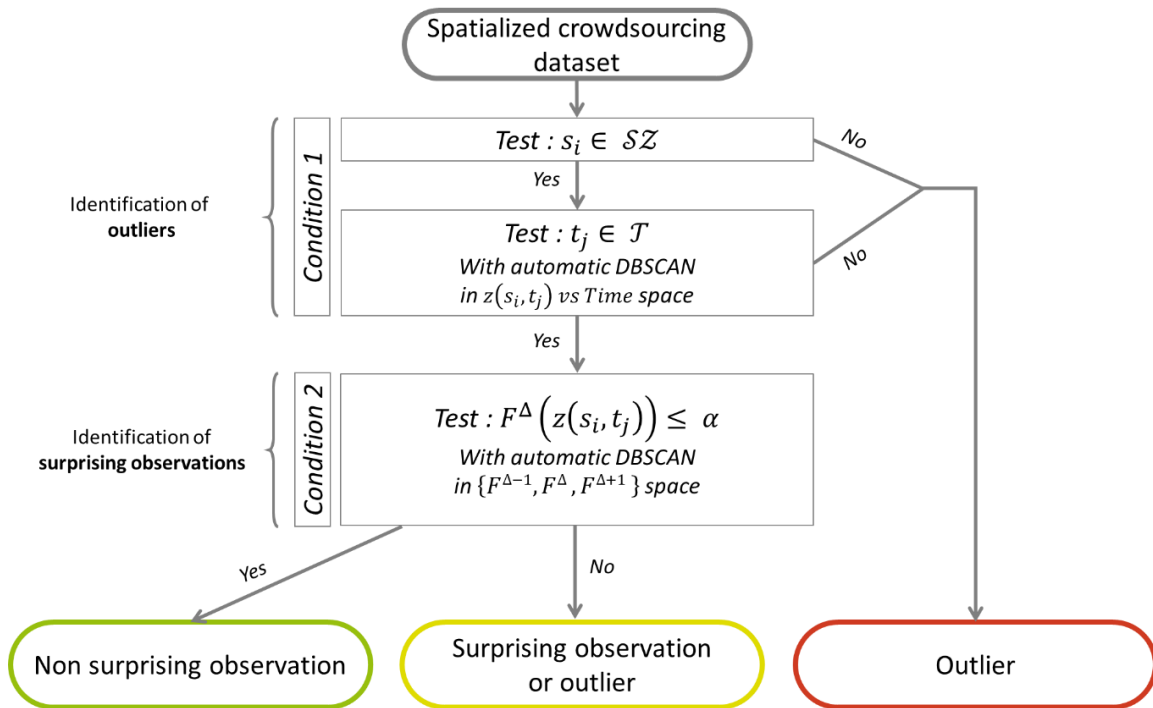 Spatialized crowdsourcing
dataset
Test : sᵢ ∈ 𝒮𝒵
No
Yes
Condition 1
Identification of
outliers
Test : tⱼ ∈ 𝒯
With automatic DBSCAN
in z(sᵢ, tⱼ) vs Time space
No
Yes
Condition 2
Identification of
surprising observations
Test : F^Δ (z(sᵢ, tⱼ)) ≤ α
With automatic DBSCAN
in {F^Δ−1, F^Δ, F^Δ+1 } space
Yes
No
Non surprising observation
Surprising observation
or outlier
Outlier